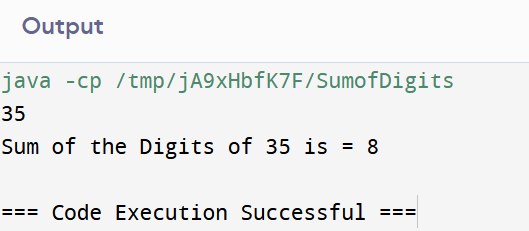 Output
java -cp /tmp/jA9xHbfK7F/SumofDigits
35
Sum of the Digits of 35 is = 8
=== Code Execution Successful ===